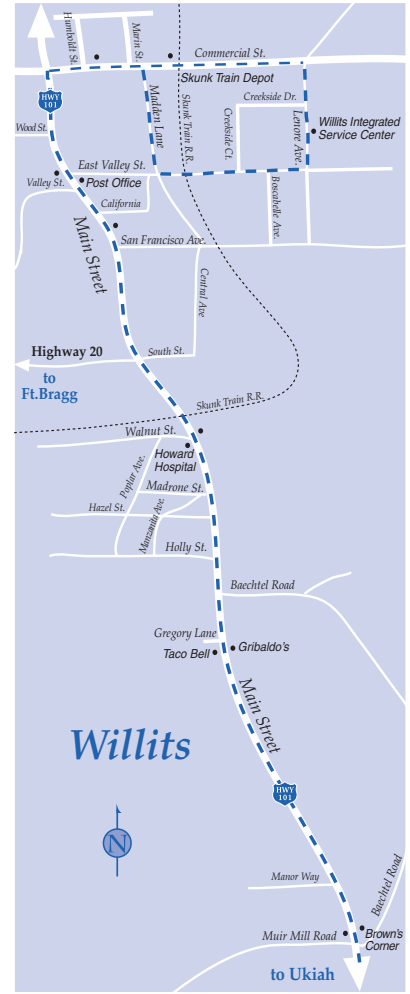 Humboldt St.
Marin St.
Commercial St.
Skunk Train Depot
HWY
101
Madden Lane
Skunk Train R.R.
Creekside Dr.
Creekside Ct.
Lenore Ave.
Willits Integrated
Service Center
Wood St.
East Valley St.
Valley St.
Post Office
California
Boscabelle Ave.
San Francisco Ave.
Main Street
Central Ave
Highway 20
South St.
to
Ft.Bragg
Skunk Train R.R.
Walnut St.
Howard
Hospital
Poplar Ave.
Madrone St.
Hazel St.
Manzanita Ave.
Holly St.
Baechtel Road
Gregory Lane
Taco Bell
Gribaldo's
Main Street
Willits
HWY
101
N
Manor Way
Baechtel Road
Muir Mill Road
Brown's
Corner
to Ukiah